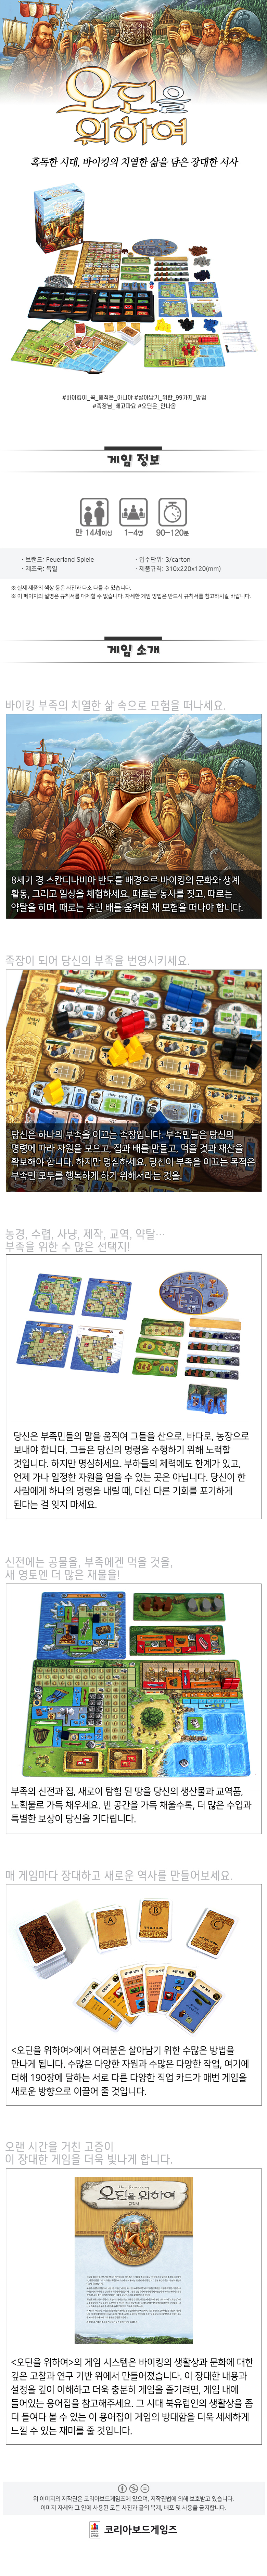 오딘을
위하여
혹독한 시대, 바이킹의 치열한 삶을 담은 장대한 서사
#바이킹이_꼭_해적은_아니야 #살아남기_위한_99가지_방법
#족장님_배고파요 #오딘은_안나옴
게임 정보
만 14세이상
1~4명
90~120분
· 브랜드: Feuerland Spiele
· 입수단위: 3/carton
· 제조국: 독일
· 제품규격: 310x220x120(mm)
※ 실제 제품의 색상 등은 사진과 다소 다를 수 있습니다.
※ 이 페이지의 설명은 규칙서를 대체할 수 없습니다. 자세한 게임 방법은 반드시 규칙서를 참고하시길 바랍니다.
게임 소개
바이킹 부족의 치열한 삶 속으로 모험을 떠나세요.
8세기 경 스칸디나비아 반도를 배경으로 바이킹의 문화와 생계
활동, 그리고 일상을 체험하세요. 때로는 농사를 짓고, 때로는
약탈을 하며, 때로는 주린 배를 움켜쥔 채 모험을 떠나야 합니다.
족장이 되어 당신의 부족을 번영시키세요.
당신은 하나의 부족을 이끄는 족장입니다. 부족민들은 당신의
명령에 따라 자원을 모으고, 집과 배를 만들고, 먹을 것과 재산을
확보해야 합니다. 하지만 명심하세요. 당신이 부족을 이끄는 목적은
부족민 모두를 행복하게 하기 위해서라는 것을.
농경, 수렵, 사냥, 제작, 교역, 약탈…
부족을 위한 수 많은 선택지!
당신은 부족민들의 말을 움직여 그들을 산으로, 바다로, 농장으로
보내야 합니다. 그들은 당신의 명령을 수행하기 위해 노력할
것입니다. 하지만 명심하세요. 부하들의 체력에도 한계가 있고,
언제 가나 일정한 자원을 얻을 수 있는 곳은 아닙니다. 당신이 한
사람에게 하나의 명령을 내릴 때, 대신 다른 기회를 포기하게
된다는 걸 잊지 마세요.
신전에는 공물을, 부족에겐 먹을 것을,
새 영토엔 더 많은 재물을!
부족의 신전과 집, 새로이 탐험 된 땅을 당신의 생산물과 교역품,
노획물로 가득 채우세요. 빈 공간을 가득 채울수록, 더 많은 수입과
특별한 보상이 당신을 기다립니다.
매 게임마다 장대하고 새로운 역사를 만들어보세요.
A
B
C
<오딘을 위하여>에서 여러분은 살아남기 위한 수많은 방법을
만나게 됩니다. 수많은 다양한 자원과 수많은 다양한 작업, 여기에
더해 190장에 달하는 서로 다른 다양한 직업 카드가 매번 게임을
새로운 방향으로 이끌어 줄 것입니다.
오랜 시간을 거친 고증이
이 장대한 게임을 더욱 빛나게 합니다.
오딘을 위하여
<오딘을 위하여>의 게임 시스템은 바이킹의 생활상과 문화에 대한
깊은 고찰과 연구 기반 위에서 만들어졌습니다. 이 장대한 내용과
설정을 깊이 이해하고 더욱 충분히 게임을 즐기려면, 게임 내에
들어있는 용어집을 참고해주세요. 그 시대 북유럽인의 생활상을 좀
더 들여다 볼 수 있는 이 용어집이 게임의 방대함을 더욱 세세하게
느낄 수 있는 재미를 줄 것입니다.
위 이미지의 저작권은 코리아보드게임즈에 있으며, 저작권법에 의해 보호받고 있습니다.
이미지 자체와 그 안에 사용된 모든 사진과 글의 복제, 배포 및 사용을 금지합니다.
코리아보드게임즈